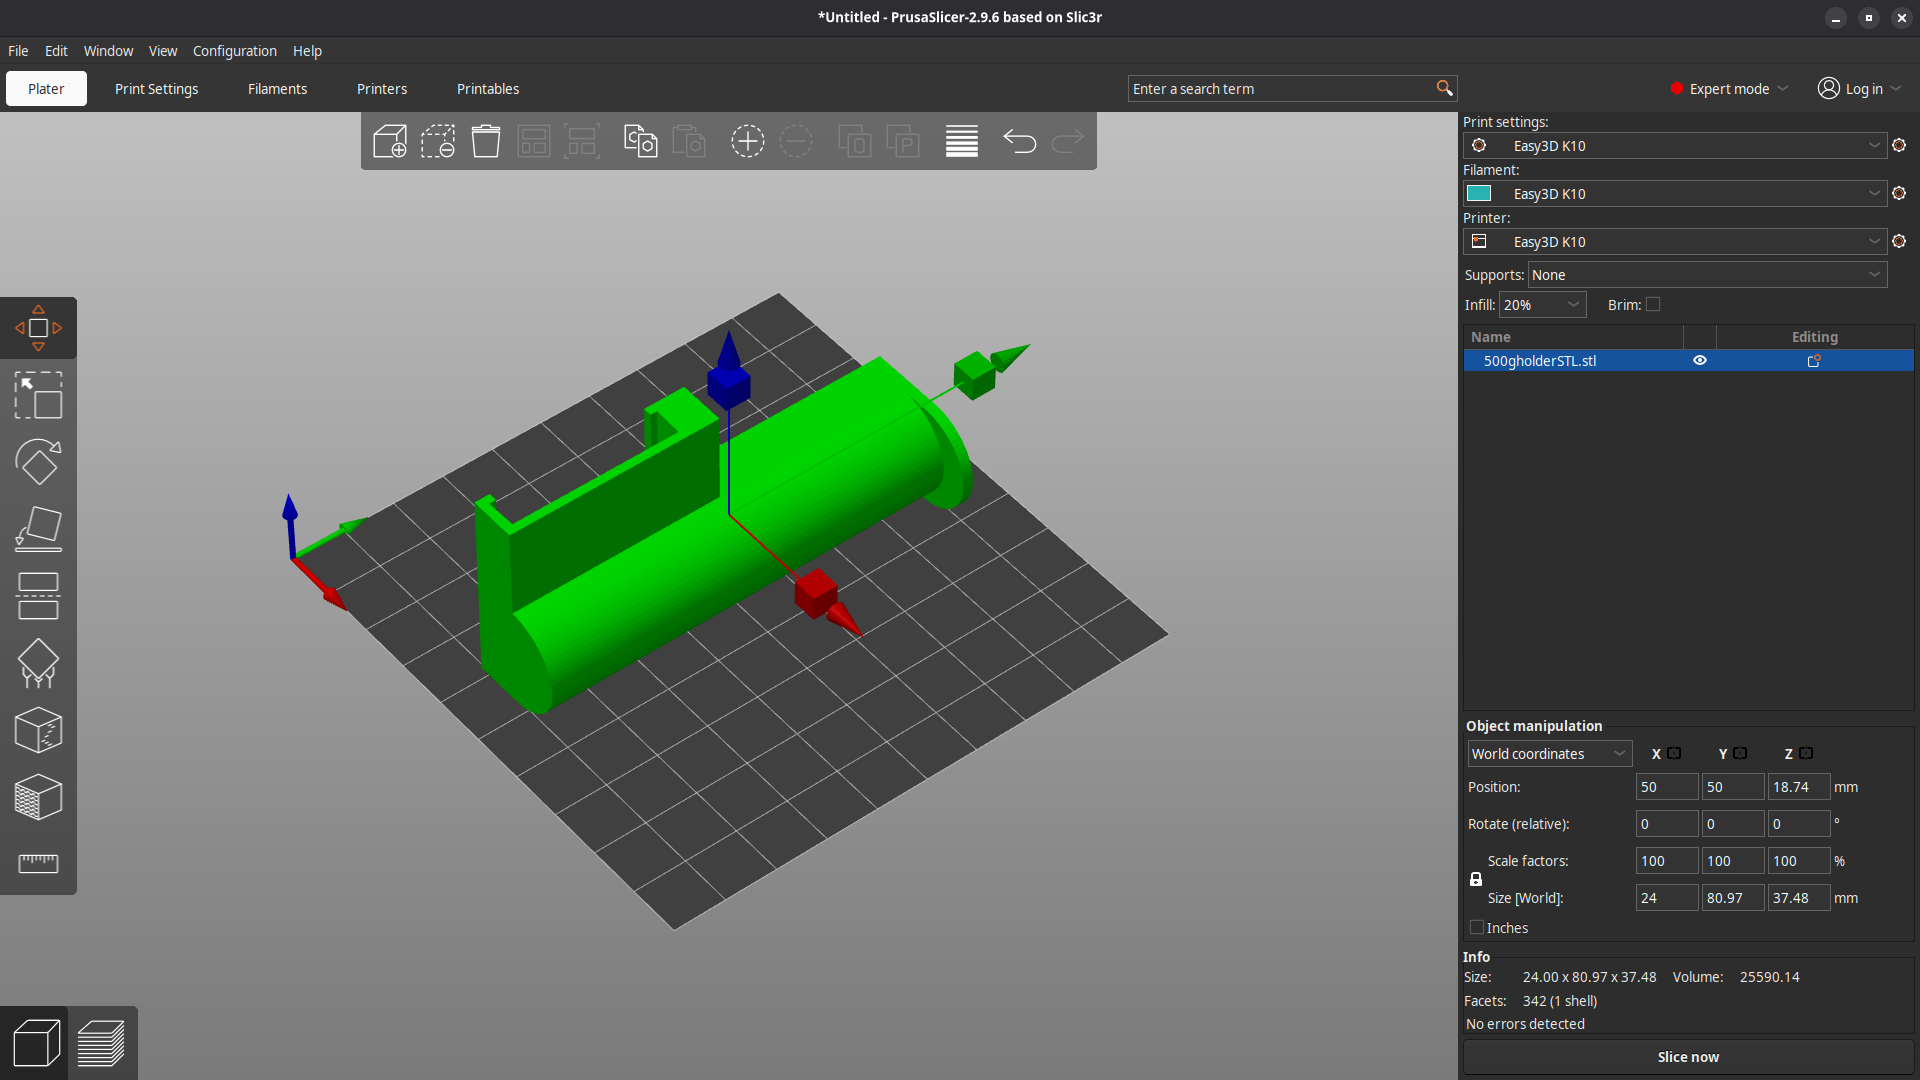 *Untitled - PrusaSlicer-2.9.6 based on Slic3r
File Edit Window View Configuration Help
Plater Print Settings Filaments Printers Printables Enter a search term Expert mode Log in
Print settings:
Easy3D K10
Filament:
Easy3D K10
Printer:
Easy3D K10
Supports: None
Infill: 20% Brim:
Name Editing
500gholderSTL.stl
Object manipulation
World coordinates X Y Z
Position: 50 50 18.74 mm
Rotate (relative): 0 0 0 °
Scale factors: 100 100 100 %
Size [World]: 24 80.97 37.48 mm
Inches
Info
Size: 24.00 x 80.97 x 37.48 Volume: 25590.14
Facets: 342 (1 shell)
No errors detected
Slice now